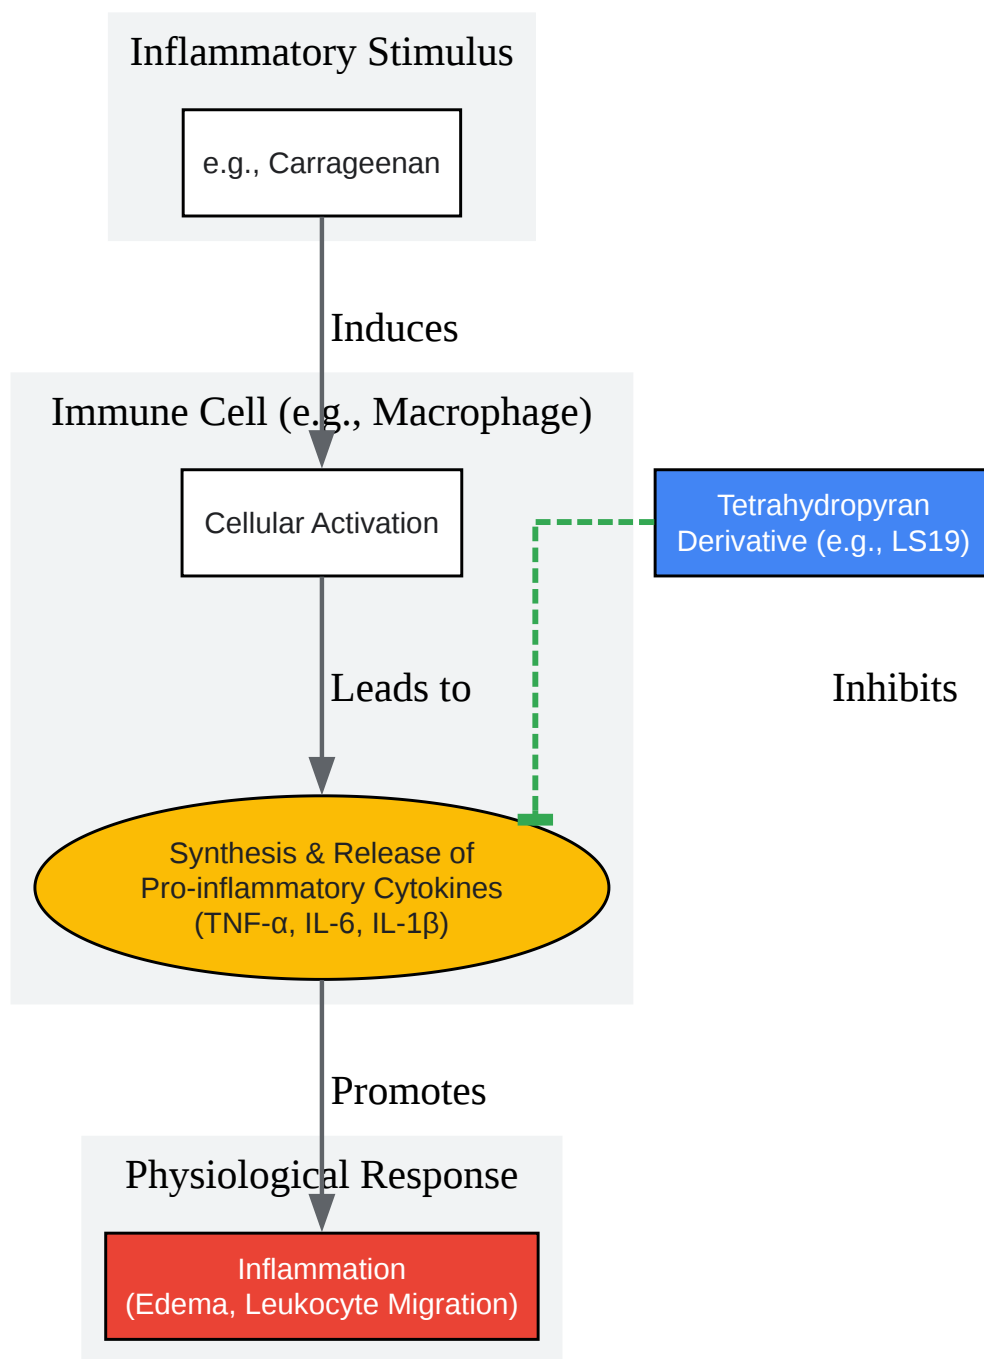 Inflammatory Stimulus
e.g., Carrageenan
Induces
Immune Cell (e.g., Macrophage)
Cellular Activation
Tetrahydropyran
Derivative (e.g., LS19)
Leads to
Inhibits
Synthesis & Release of
Pro-inflammatory Cytokines
(TNF-α, IL-6, IL-1β)
Promotes
Physiological Response
Inflammation
(Edema, Leukocyte Migration)